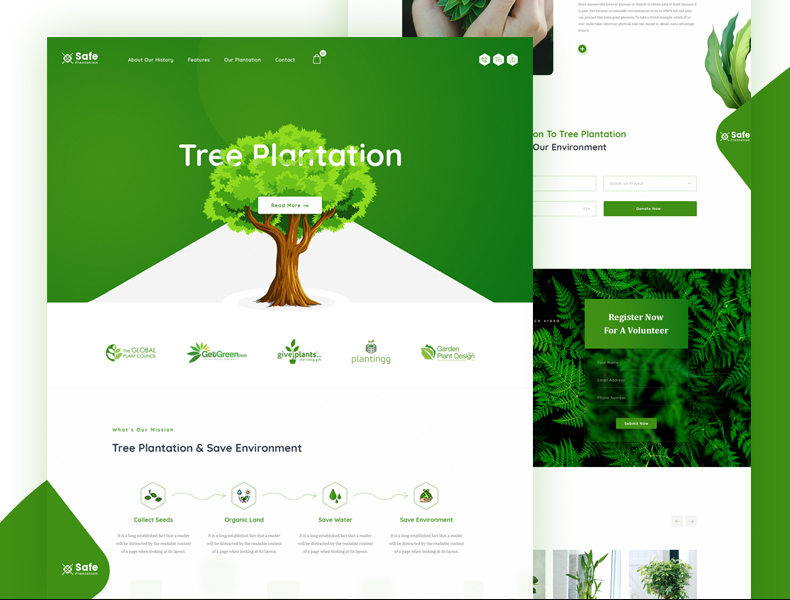 Safe
Plantation
About Our History
Features
Our Plantation
Contact
Tree Plantation
Read More
The GLOBAL
PLANT COUNCIL
GetGreen
giveplants
plantingg
Garden
Plant Design
What's Our Mission
Tree Plantation & Save Environment
Collect Seeds
Organic Land
Save Water
Save Environment
It is a long established fact that a reader
will be distracted by the readable content
of a page when looking at its layout.
It is a long established fact that a reader
will be distracted by the readable content
of a page when looking at its layout.
It is a long established fact that a reader
will be distracted by the readable content
of a page when looking at its layout.
It is a long established fact that a reader
will be distracted by the readable content
of a page when looking at its layout.
Safe
Plantation
on To Tree Plantation
Our Environment
Donate Now
Safe
Plantation
CH VIDEO
Register Now
For A Volunteer
Email Address
Phone Number
Submit Now